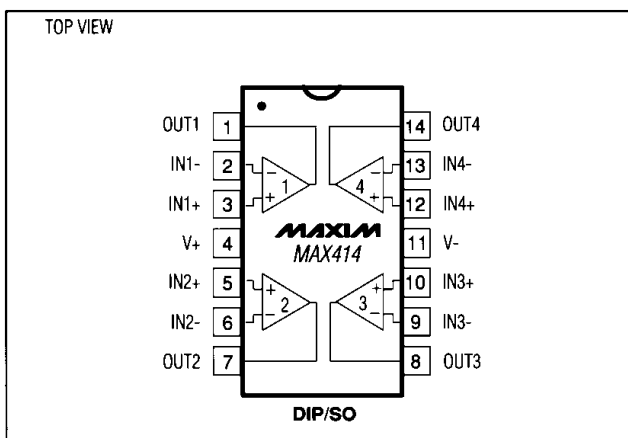 TOP VIEW
OUT1 1 14 OUT4
IN1- 2 - - 13 IN4-
1 4
IN1+ 3 + + 12 IN4+
MAXIM
V+ 4 MAX414 11 V-
IN2+ 5 + + 10 IN3+
2 3
IN2- 6 - - 9 IN3-
OUT2 7 8 OUT3
DIP/SO